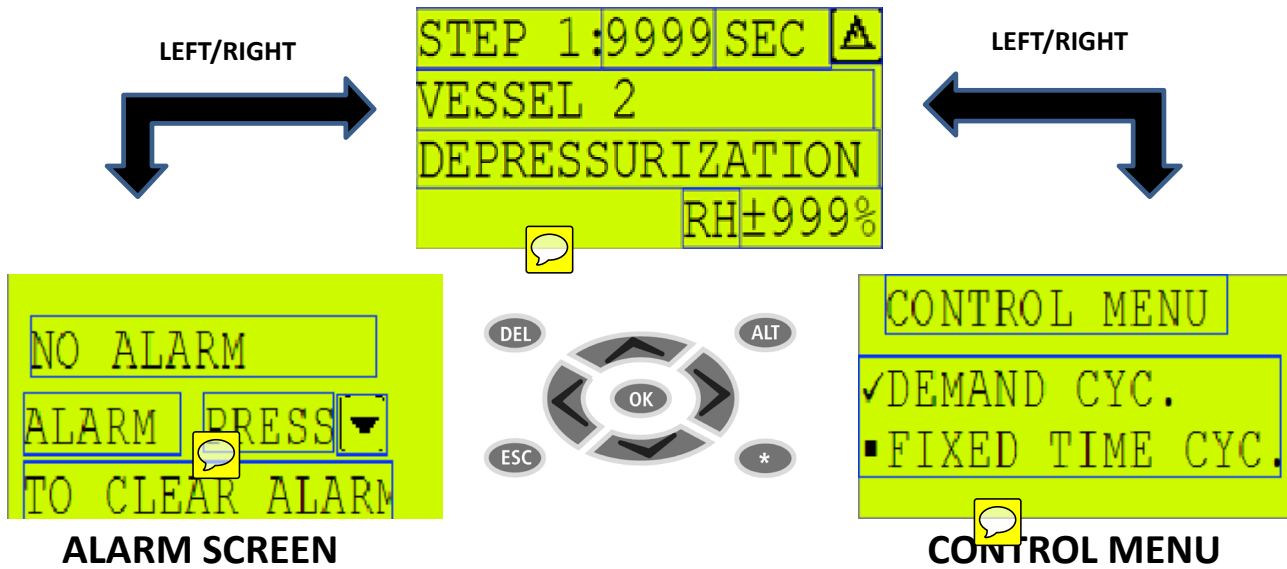 LEFT/RIGHT
STEP 1:9999 SEC
LEFT/RIGHT
VESSEL 2
DEPRESSURIZATION
RH±999%
NO ALARM
ALARM PRESS
TO CLEAR ALARM
ALARM SCREEN
DEL
ALT
OK
ESC
*
CONTROL MENU
✓DEMAND CYC.
▪FIXED TIME CYC.
CONTROL MENU